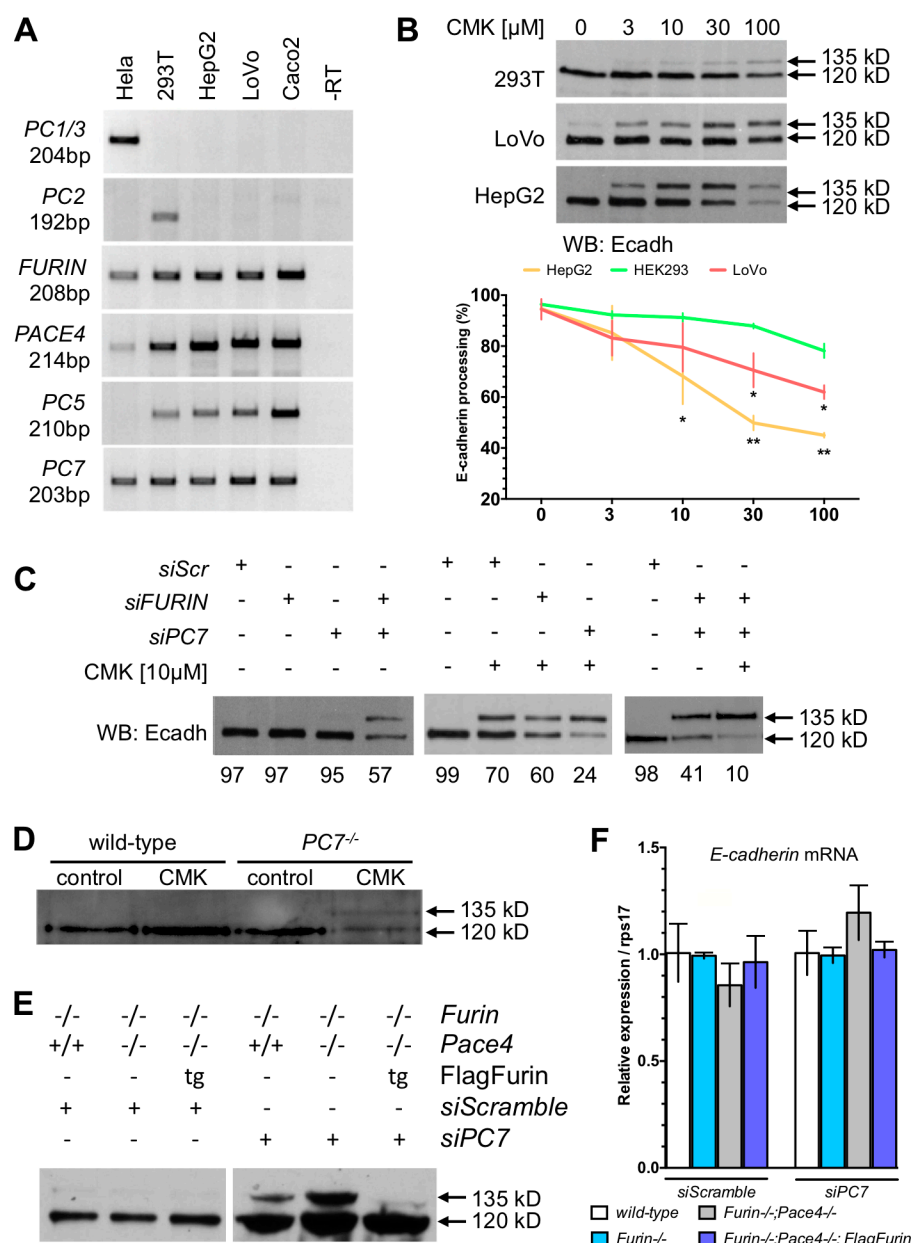 A
Hela 293T HepG2 LoVo Caco2 -RT
PC1/3
204bp
PC2
192bp
FURIN
208bp
PACE4
214bp
PC5
210bp
PC7
203bp
B
CMK [µM] 0 3 10 30 100
293T
135 kD
120 kD
LoVo
135 kD
120 kD
HepG2
135 kD
120 kD
WB: Ecadh
HepG2 HEK293 LoVo
E-cadherin processing (%)
100
80
60
40
20
* ** * ** *
0 3 10 30 100
C
siScr + - - - + + - - + - -
siFURIN - + - + - - + - - + +
siPC7 - - + + - - - + - + +
CMK [10µM] - - - - - + + + - - +
WB: Ecadh
135 kD
120 kD
97 97 95 57 99 70 60 24 98 41 10
D
wild-type PC7-/-
control CMK control CMK
135 kD
120 kD
E
-/- -/- -/- -/- -/- -/- Furin
+/+ -/- -/- +/+ -/- -/- Pace4
- - tg - - tg FlagFurin
+ + + - - - siScramble
- - - + + + siPC7
135 kD
120 kD
F
E-cadherin mRNA
Relative expression / rps17
1.5
1.0
0.5
0.0
siScramble siPC7
wild-type Furin-/-;Pace4-/-
Furin-/- Furin-/-;Pace4-/-; FlagFurin